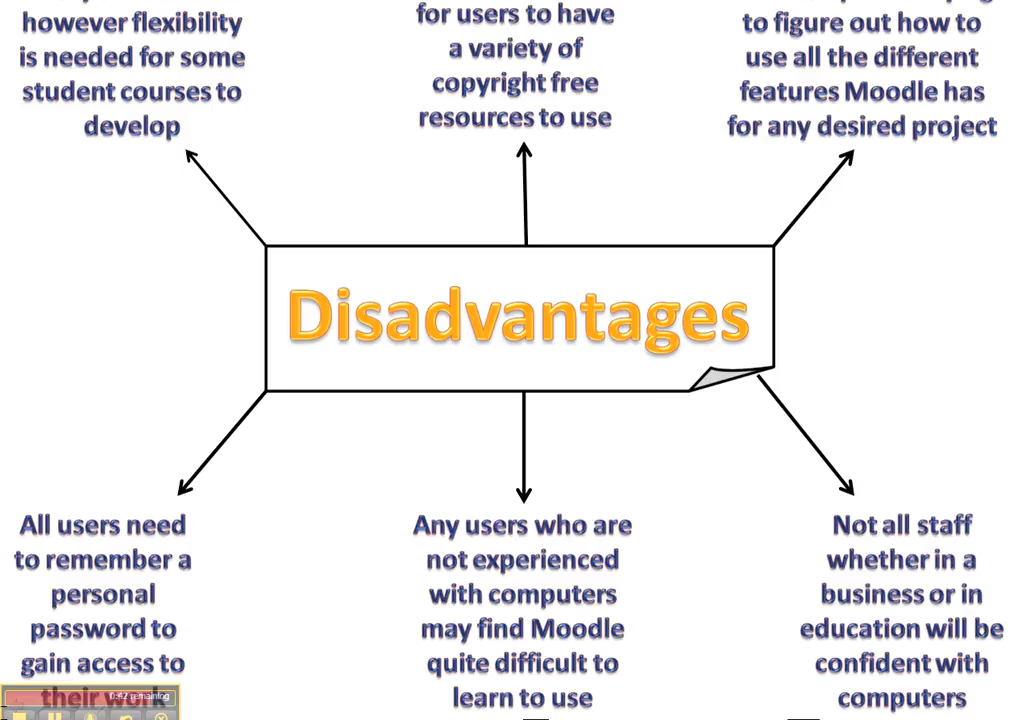 however flexibility
is needed for some
student courses to
develop
for users to have
a variety of
copyright free
resources to use
to figure out how to
use all the different
features Moodle has
for any desired project
Disadvantages
All users need
to remember a
personal
password to
gain access to
their work
0:42 remaining
Any users who are
not experienced
with computers
may find Moodle
quite difficult to
learn to use
Not all staff
whether in a
business or in
education will be
confident with
computers